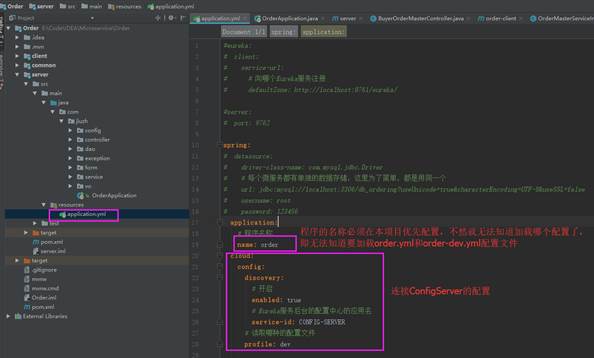 Order server src main resources application.yml
Project
application.yml
OrderApplication.java
server
BuyerOrderMasterController.java
order-client
Document 1/1
spring:
application:
Order E:\Code\IDEA\Microservice\Order
.idea
.mvn
client
common
server
src
main
java
com
config
controller
dao
exception
form
service
vo
OrderApplication
resources
application.yml
test
target
pom.xml
server.iml
target
.gitignore
mvnw
mvnw.cmd
Order.iml
pom.xml
External Libraries
#eureka:
# client:
# service-url:
# # 向哪个Eureka服务注册
# defaultZone: http://localhost:8761/eureka/
#server:
# port: 9762
spring:
# datasource:
# driver-class-name: com.mysql.jdbc.Driver
# 每个微服务都有单独的数据存储，这里为了简单，都是用同一个
# url: jdbc:mysql://localhost:3306/db_ordering?useUnicode=true&characterEncoding=UTF-8&useSSL=false
# username: root
# password: 123456
application:
# 程序名称
name: order
程序的名称必须在本项目优先配置，不然就无法知道加载哪个配置了，
即无法知道要加载order.yml和order-dev.yml配置文件
cloud:
config:
discovery:
# 开启
enabled: true
# Eureka服务后台的配置中心的应用名
service-id: CONFIG-SERVER
# 读取哪种的配置文件
profile: dev
连接ConfigServer的配置